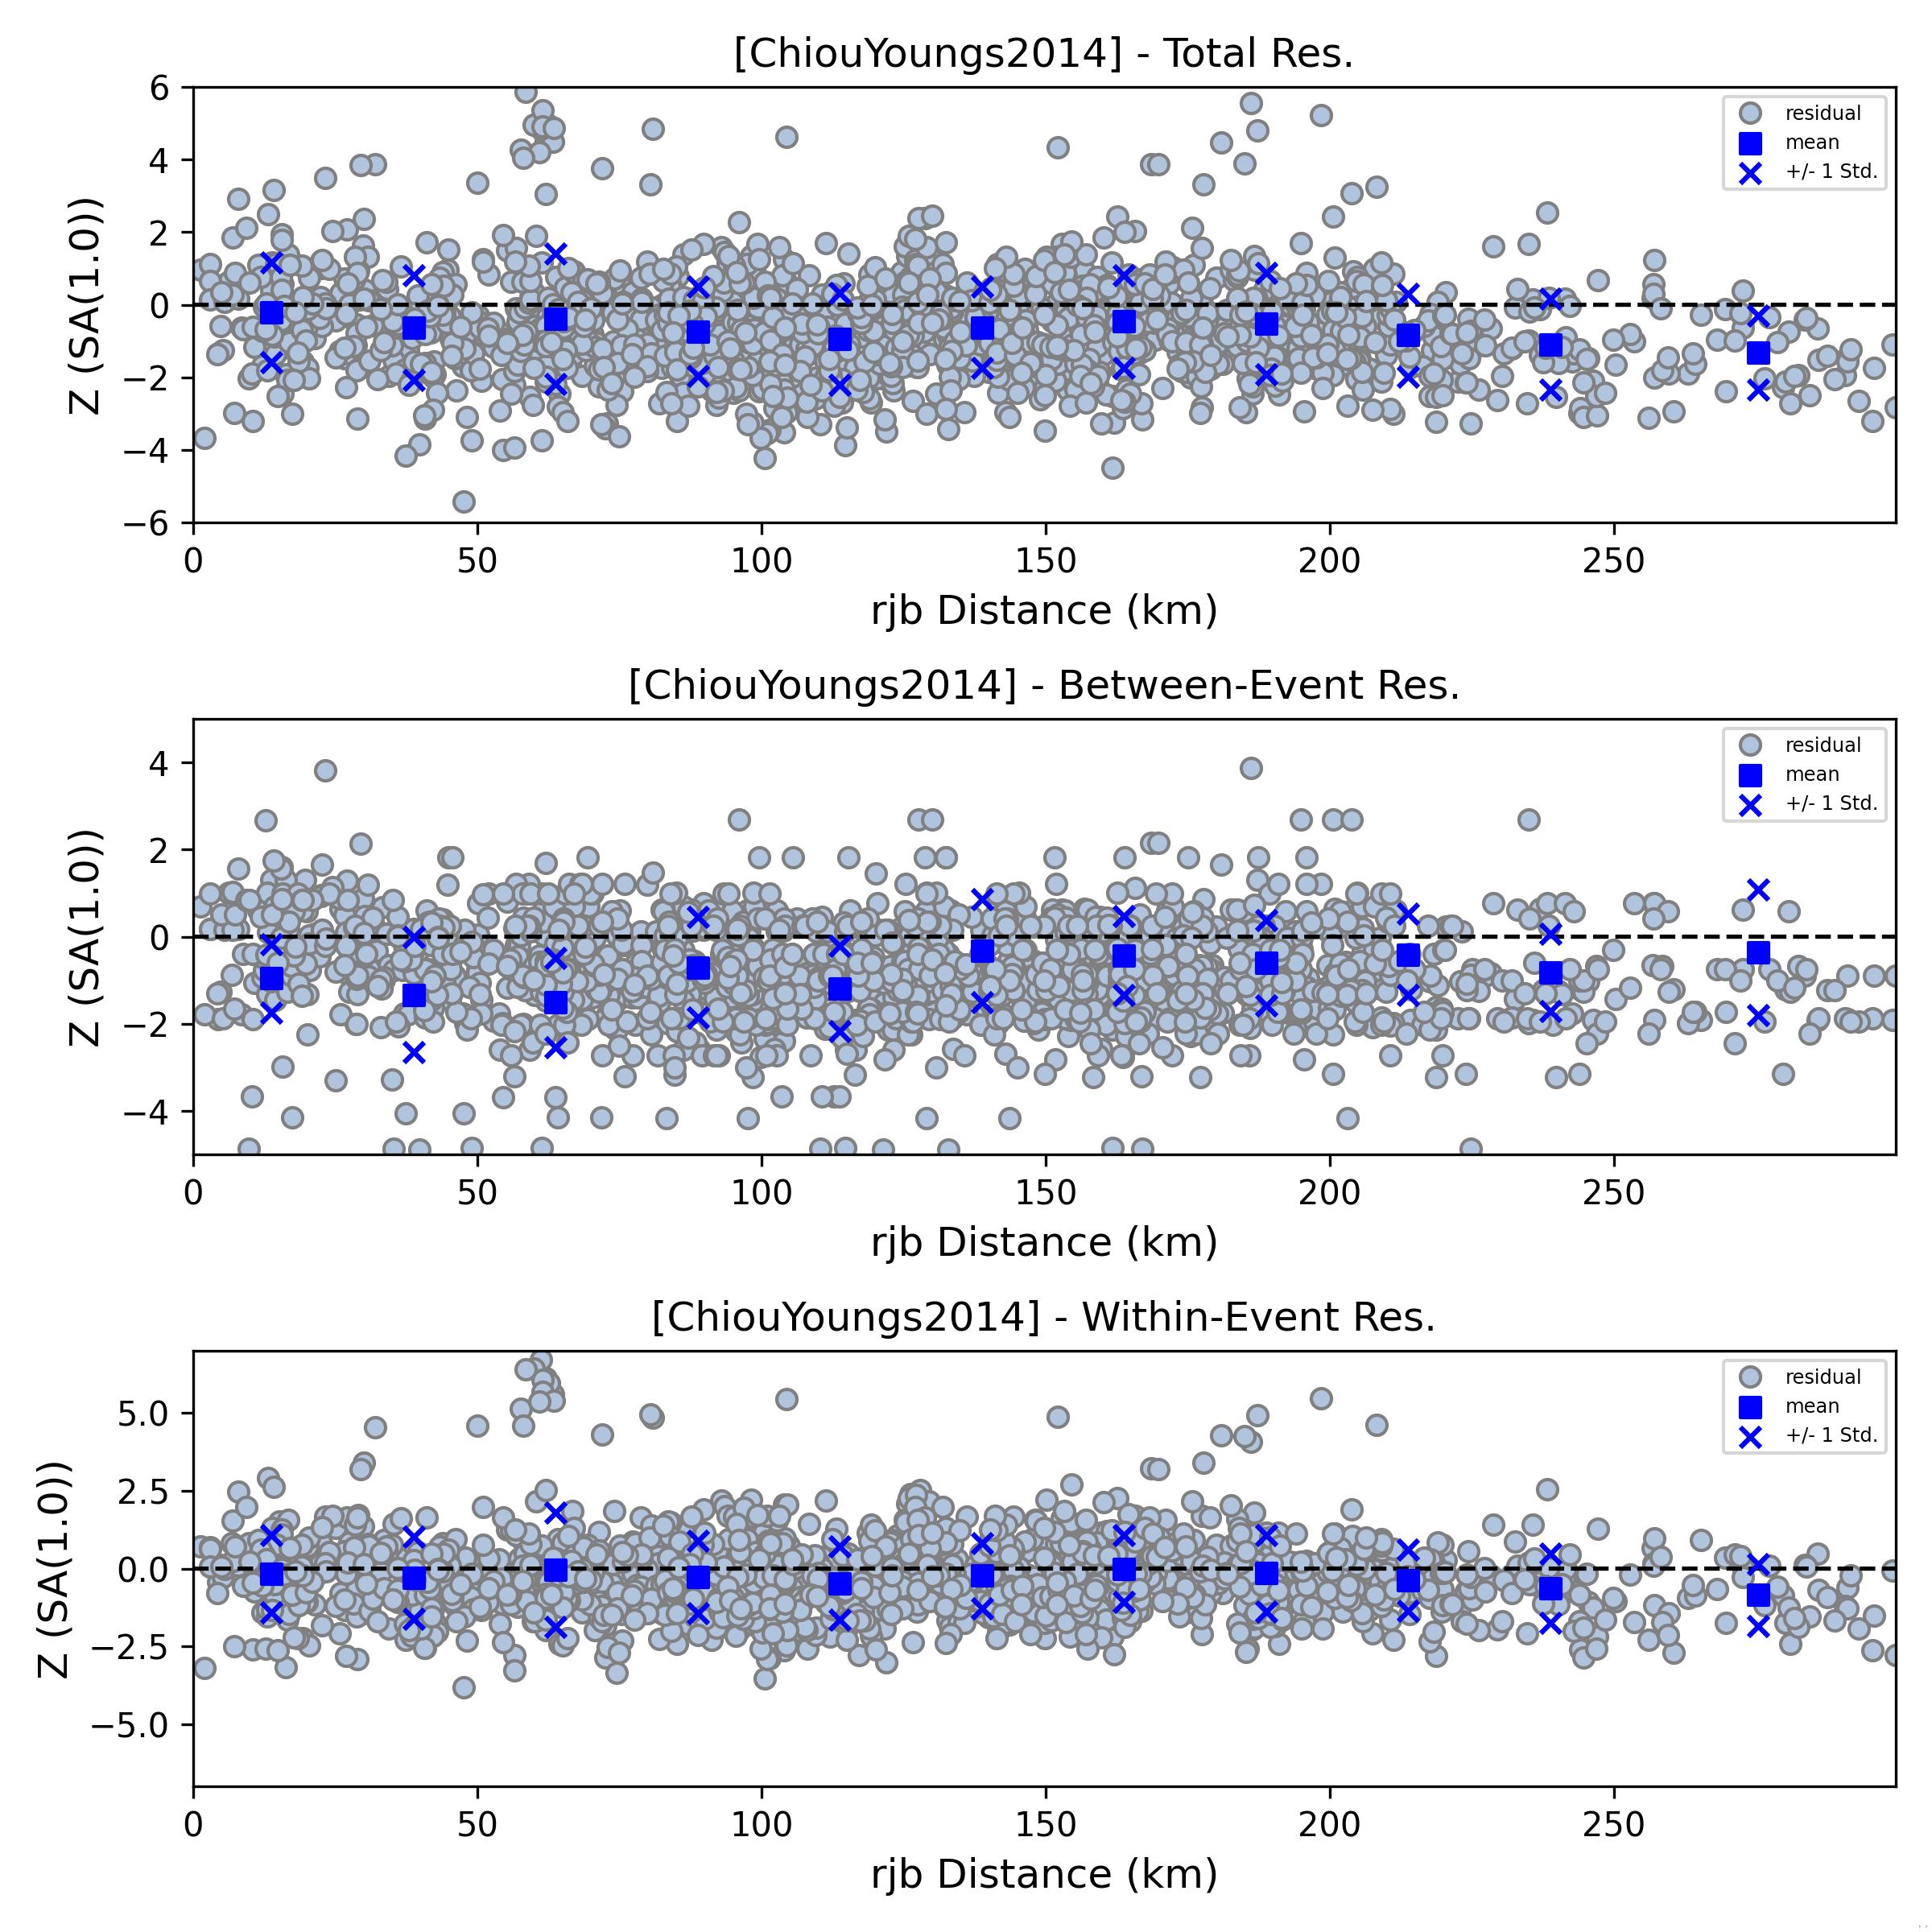 [ChiouYoungs2014] - Total Res.
Z (SA(1.0))
6
4
2
0
−2
−4
−6
residual
mean
+/- 1 Std.
0 50 100 150 200 250
rjb Distance (km)
[ChiouYoungs2014] - Between-Event Res.
Z (SA(1.0))
4
2
0
−2
−4
residual
mean
+/- 1 Std.
0 50 100 150 200 250
rjb Distance (km)
[ChiouYoungs2014] - Within-Event Res.
Z (SA(1.0))
5.0
2.5
0.0
−2.5
−5.0
residual
mean
+/- 1 Std.
0 50 100 150 200 250
rjb Distance (km)